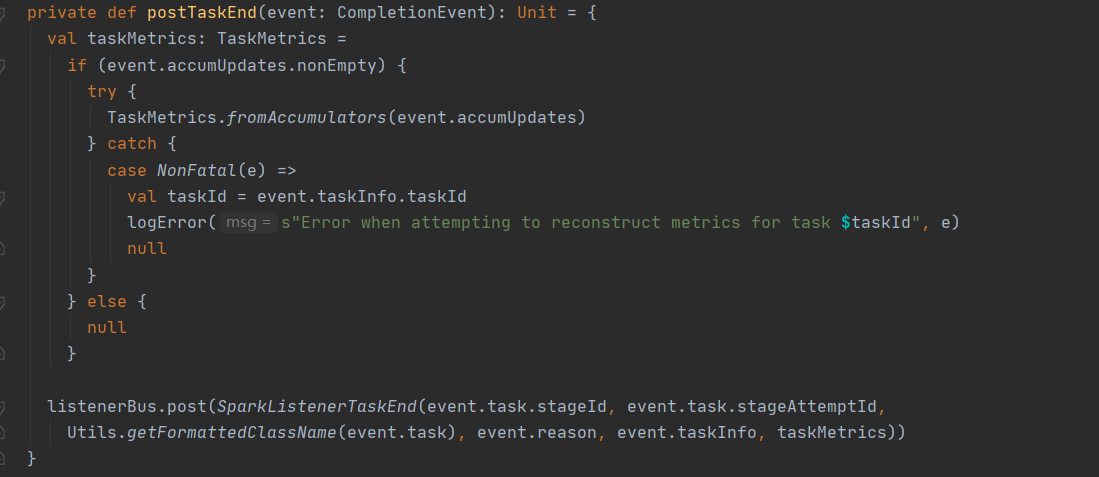 private def postTaskEnd(event: CompletionEvent): Unit = {
val taskMetrics: TaskMetrics =
if (event.accumUpdates.nonEmpty) {
try {
TaskMetrics.fromAccumulators(event.accumUpdates)
} catch {
case NonFatal(e) =>
val taskId = event.taskInfo.taskId
logError( msg = s"Error when attempting to reconstruct metrics for task $taskId", e)
null
}
} else {
null
}
listenerBus.post(SparkListenerTaskEnd(event.task.stageId, event.task.stageAttemptId,
Utils.getFormattedClassName(event.task), event.reason, event.taskInfo, taskMetrics))
}